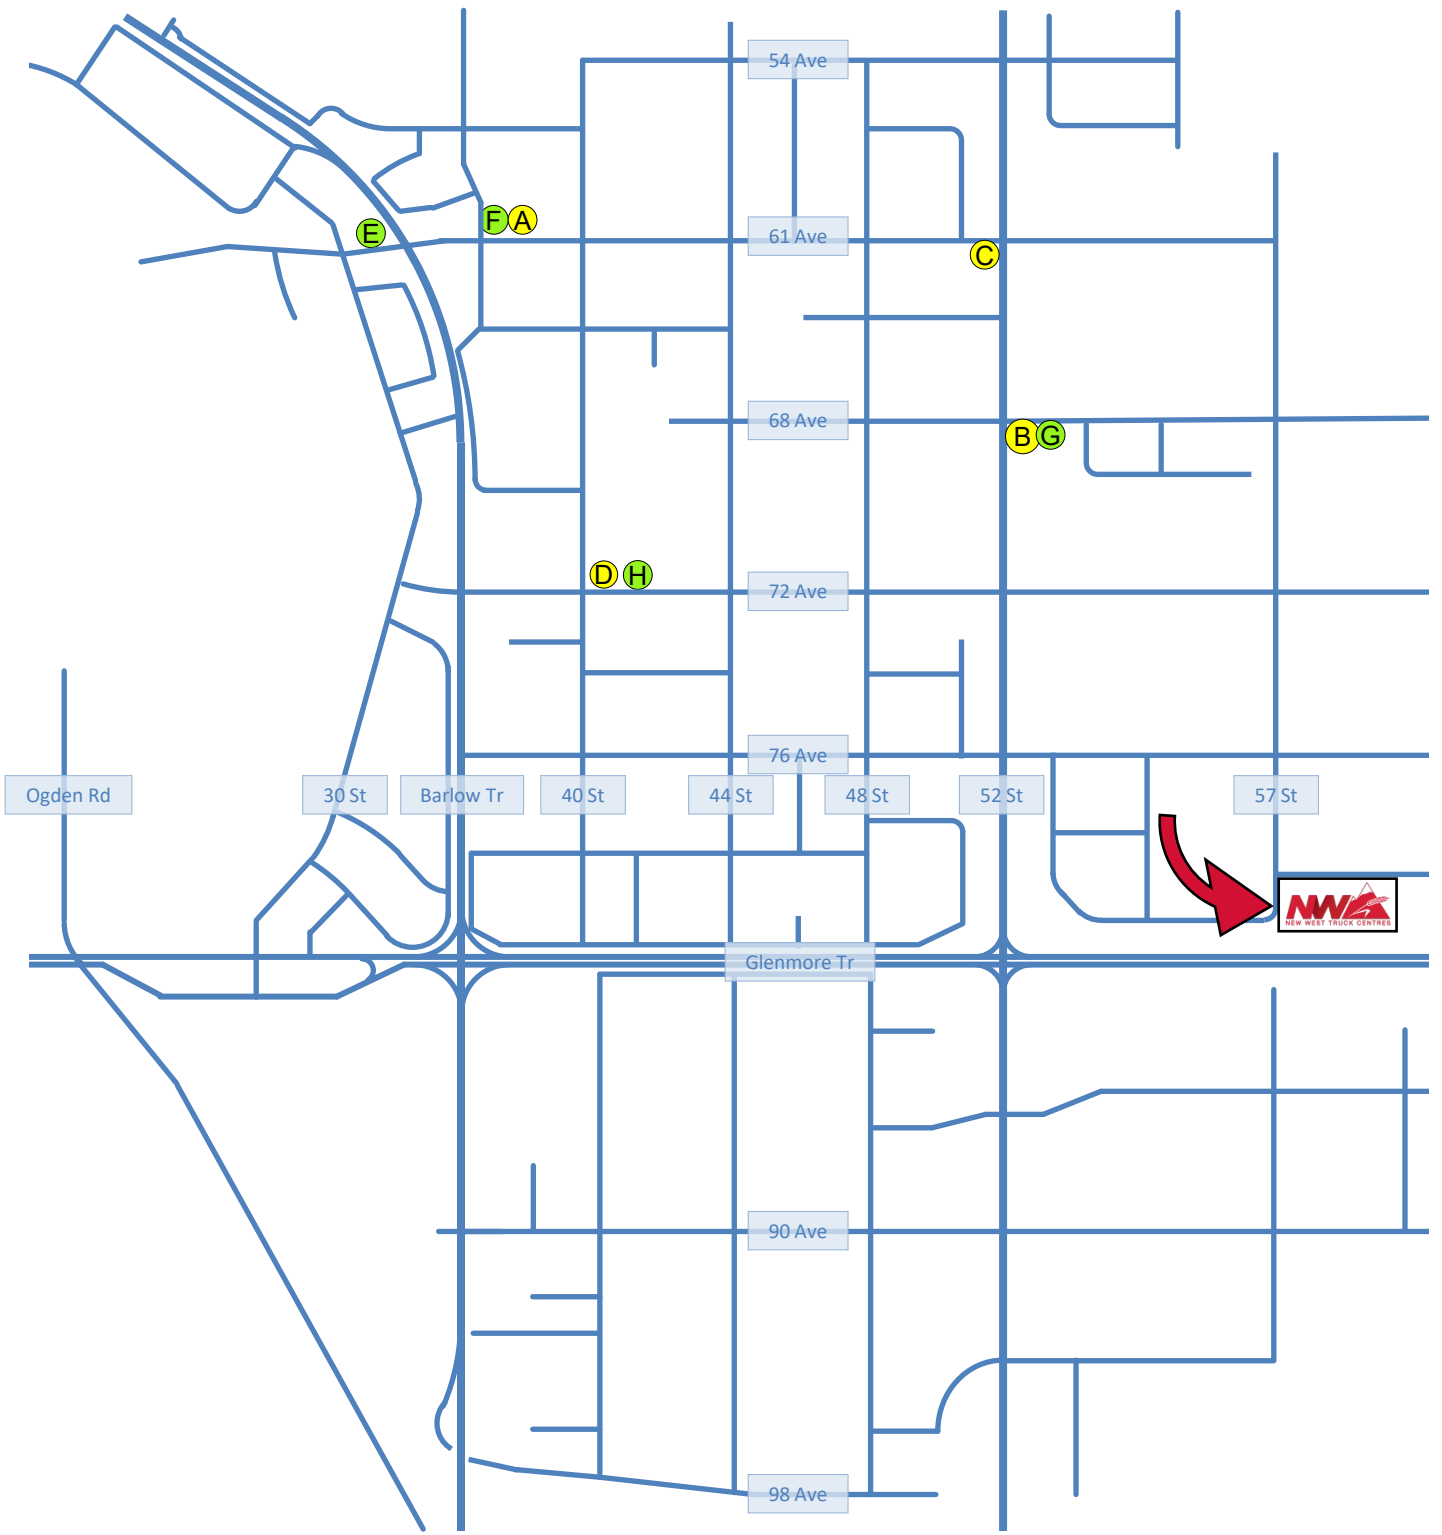 54 Ave
F
A
61 Ave
E
C
68 Ave
B
G
D
H
72 Ave
76 Ave
Ogden Rd
30 St
Barlow Tr
40 St
44 St
48 St
52 St
57 St
NW
NEW WEST TRUCK CENTRES
Glenmore Tr
90 Ave
98 Ave